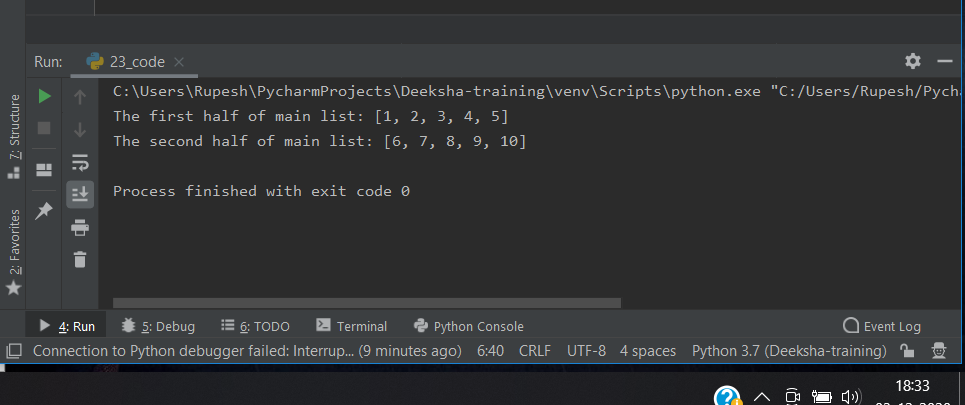 Run: 23_code
C:\Users\Rupesh\PycharmProjects\Deeksha-training\venv\Scripts\python.exe "C:/Users/Rupesh/Pych
The first half of main list: [1, 2, 3, 4, 5]
The second half of main list: [6, 7, 8, 9, 10]
Process finished with exit code 0
7: Structure
2: Favorites
4: Run 5: Debug 6: TODO Terminal Python Console Event Log
Connection to Python debugger failed: Interrup... (9 minutes ago) 6:40 CRLF UTF-8 4 spaces Python 3.7 (Deeksha-training)
18:33